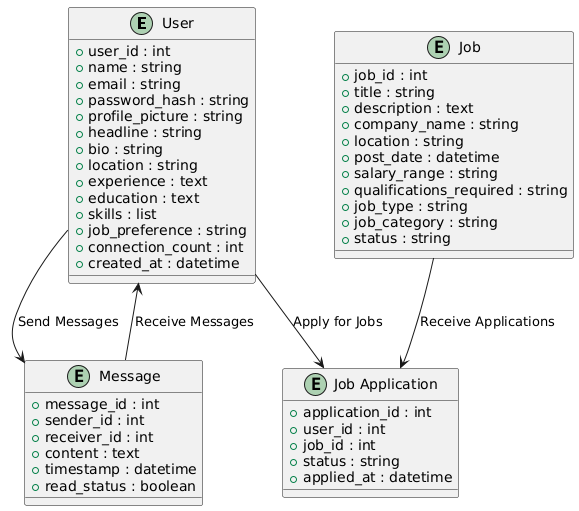 E User
user_id : int
name : string
email : string
password_hash : string
profile_picture : string
headline : string
bio : string
location : string
experience : text
education : text
skills : list
job_preference : string
connection_count : int
created_at : datetime
E Job
job_id : int
title : string
description : text
company_name : string
location : string
post_date : datetime
salary_range : string
qualifications_required : string
job_type : string
job_category : string
status : string
Send Messages
Receive Messages
Apply for Jobs
Receive Applications
E Message
message_id : int
sender_id : int
receiver_id : int
content : text
timestamp : datetime
read_status : boolean
E Job Application
application_id : int
user_id : int
job_id : int
status : string
applied_at : datetime